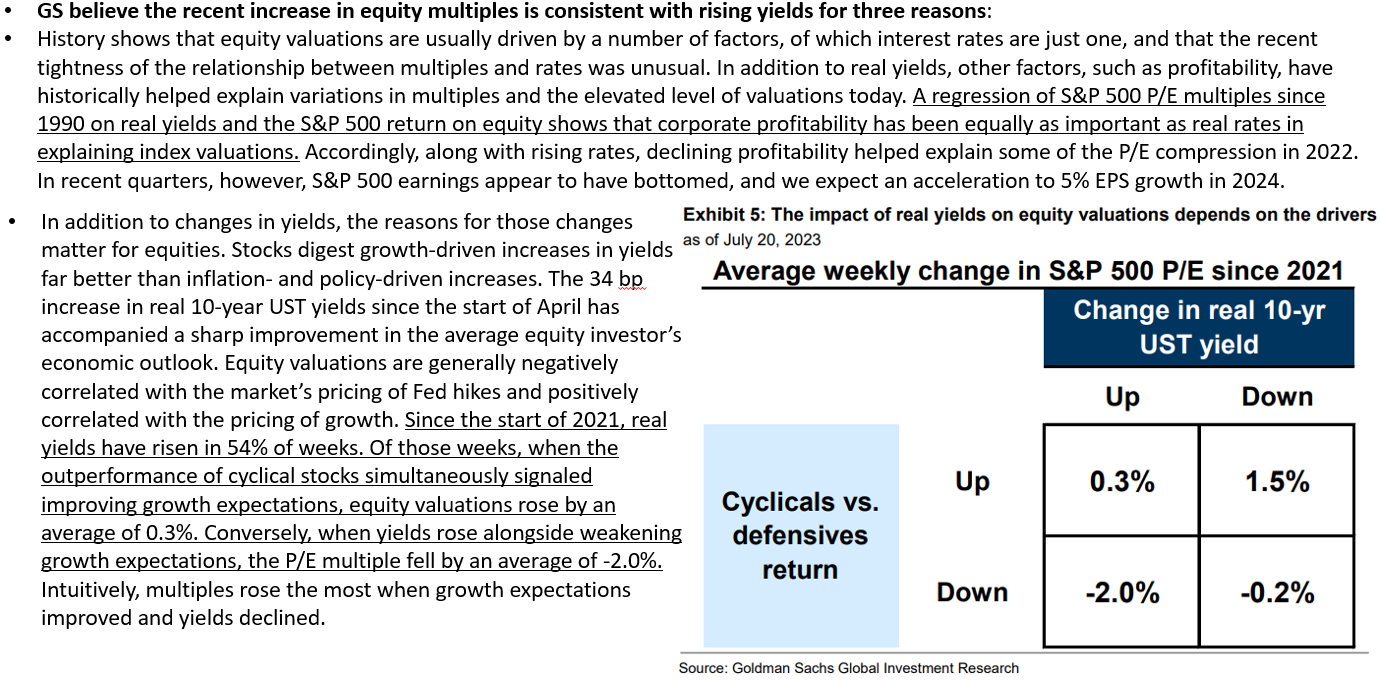 • GS believe the recent increase in equity multiples is consistent with rising yields for three reasons:
• History shows that equity valuations are usually driven by a number of factors, of which interest rates are just one, and that the recent
tightness of the relationship between multiples and rates was unusual. In addition to real yields, other factors, such as profitability, have
historically helped explain variations in multiples and the elevated level of valuations today. A regression of S&P 500 P/E multiples since
1990 on real yields and the S&P 500 return on equity shows that corporate profitability has been equally as important as real rates in
explaining index valuations. Accordingly, along with rising rates, declining profitability helped explain some of the P/E compression in 2022.
In recent quarters, however, S&P 500 earnings appear to have bottomed, and we expect an acceleration to 5% EPS growth in 2024.
• In addition to changes in yields, the reasons for those changes
matter for equities. Stocks digest growth-driven increases in yields
far better than inflation- and policy-driven increases. The 34 bp
increase in real 10-year UST yields since the start of April has
accompanied a sharp improvement in the average equity investor's
economic outlook. Equity valuations are generally negatively
correlated with the market's pricing of Fed hikes and positively
correlated with the pricing of growth. Since the start of 2021, real
yields have risen in 54% of weeks. Of those weeks, when the
outperformance of cyclical stocks simultaneously signaled
improving growth expectations, equity valuations rose by an
average of 0.3%. Conversely, when yields rose alongside weakening
growth expectations, the P/E multiple fell by an average of -2.0%.
Intuitively, multiples rose the most when growth expectations
improved and yields declined.
Exhibit 5: The impact of real yields on equity valuations depends on the drivers
as of July 20, 2023
Average weekly change in S&P 500 P/E since 2021
Change in real 10-yr
UST yield
Up Down
Cyclicals vs.
defensives
return
Up 0.3% 1.5%
Down -2.0% -0.2%
Source: Goldman Sachs Global Investment Research